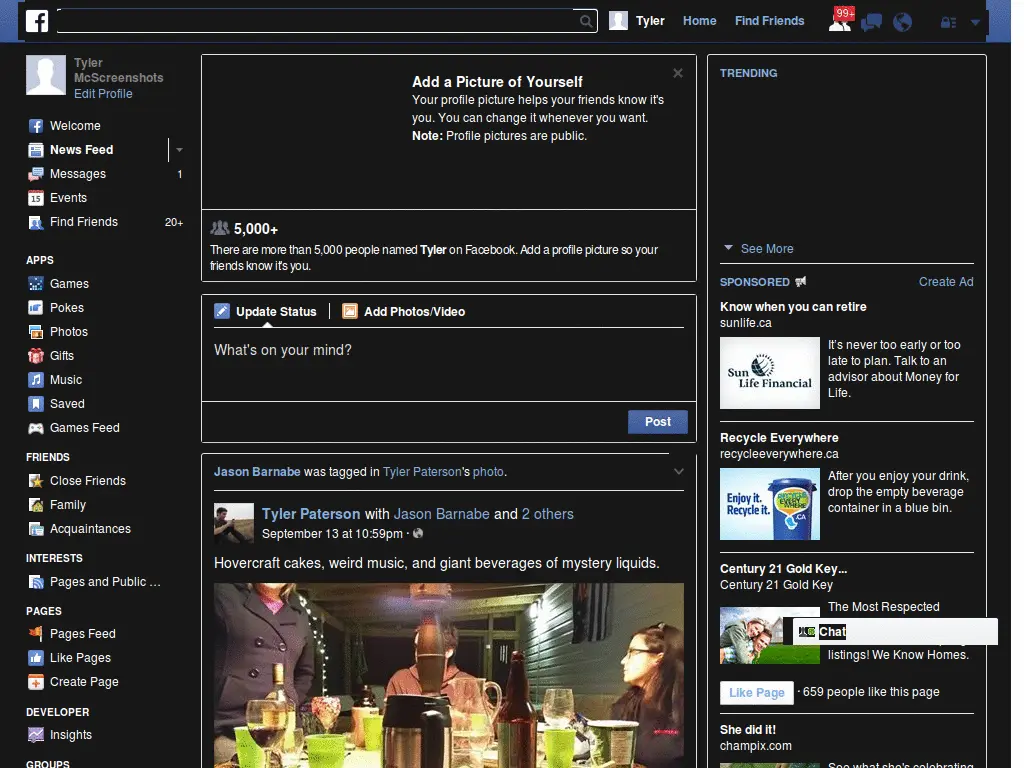 Tyler
Home
Find Friends
99+
Tyler
McScreenshots
Edit Profile
Welcome
News Feed
Messages
1
Events
Find Friends
20+
APPS
Games
Pokes
Photos
Gifts
Music
Saved
Games Feed
FRIENDS
Close Friends
Family
Acquaintances
INTERESTS
Pages and Public ...
PAGES
Pages Feed
Like Pages
Create Page
DEVELOPER
Insights
GROUPS
Add a Picture of Yourself
Your profile picture helps your friends know it's
you. You can change it whenever you want.
Note: Profile pictures are public.
5,000+
There are more than 5,000 people named Tyler on Facebook. Add a profile picture so your
friends know it's you.
Update Status
Add Photos/Video
What's on your mind?
Post
Jason Barnabe was tagged in Tyler Paterson's photo.
Tyler Paterson with Jason Barnabe and 2 others
September 13 at 10:59pm ·
Hovercraft cakes, weird music, and giant beverages of mystery liquids.
TRENDING
See More
SPONSORED
Create Ad
Know when you can retire
sunlife.ca
Sun
Life Financial
It's never too early or too
late to plan. Talk to an
advisor about Money for
Life.
Recycle Everywhere
recycleeverywhere.ca
Enjoy it.
Recycle it.
.CA
After you enjoy your drink,
drop the empty beverage
container in a blue bin.
Century 21 Gold Key...
Century 21 Gold Key
The Most Respected
Chat
listings! We Know Homes.
Like Page
· 659 people like this page
She did it!
champix.com
See what she's celebrating